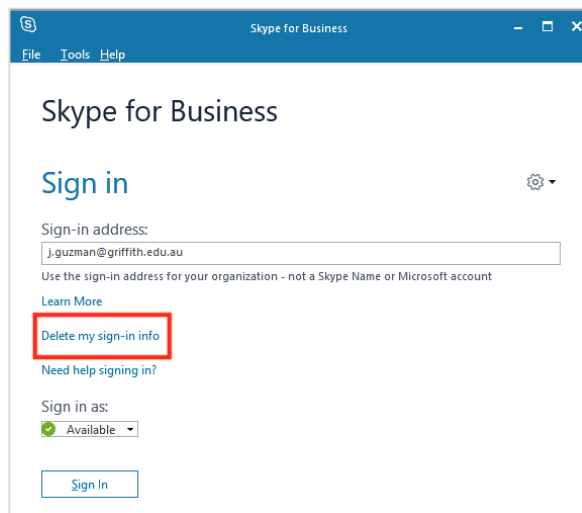 Skype for Business
File Tools Help
Skype for Business
Sign in
Sign-in address:
j.guzman@griffith.edu.au
Use the sign-in address for your organization - not a Skype Name or Microsoft account
Learn More
Delete my sign-in info
Need help signing in?
Sign in as:
Available
Sign In